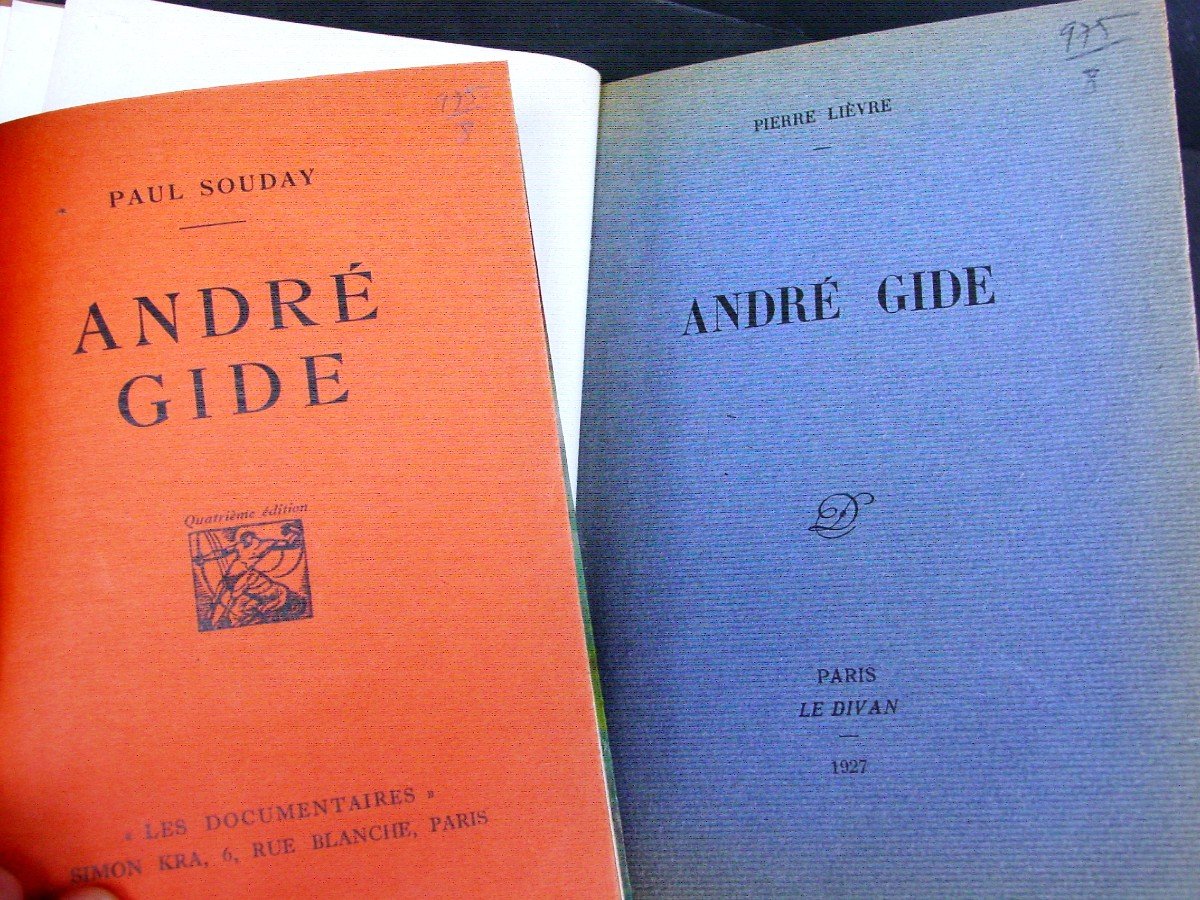 PAUL SOUDAY
ANDRÉ
GIDE
Quatrième édition
« LES DOCUMENTAIRES »
SIMON KRA, 6, RUE BLANCHE, PARIS
975
PIERRE LIÈVRE
ANDRÉ GIDE
D
PARIS
LE DIVAN
1927